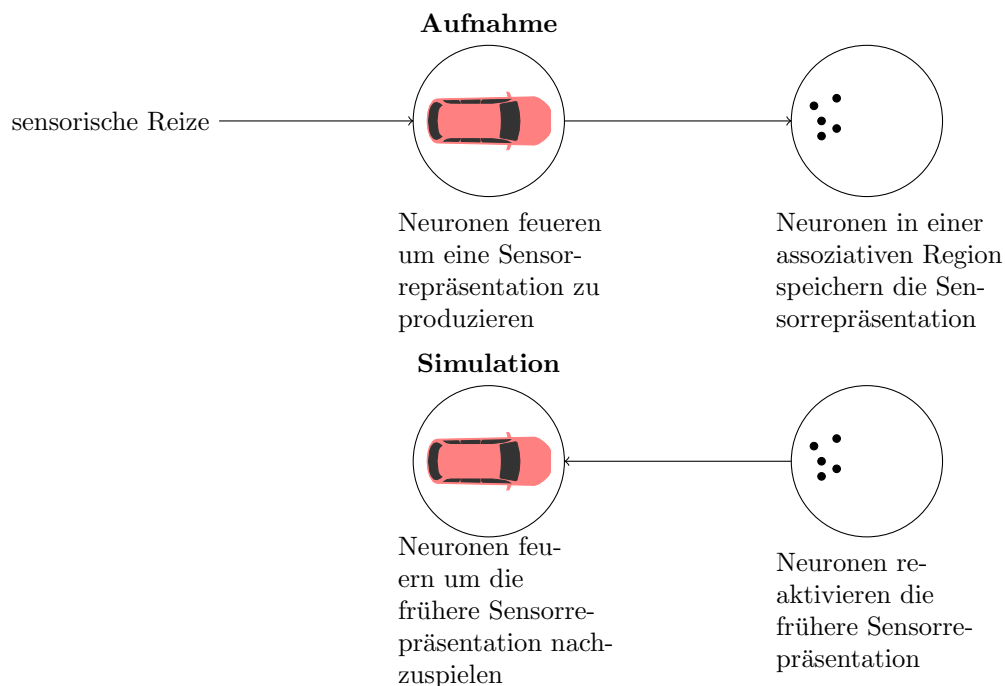 Aufnahme
sensorische Reize
Neuronen feueren
um eine Sensor-
repräsentation zu
produzieren
Neuronen in einer
assoziativen Region
speichern die Sen-
sorrepräsentation
Simulation
Neuronen feu-
ern um die
frühere Sensorre-
präsentation nach-
zuspielen
Neuronen re-
aktivieren die
frühere Sensorre-
präsentation